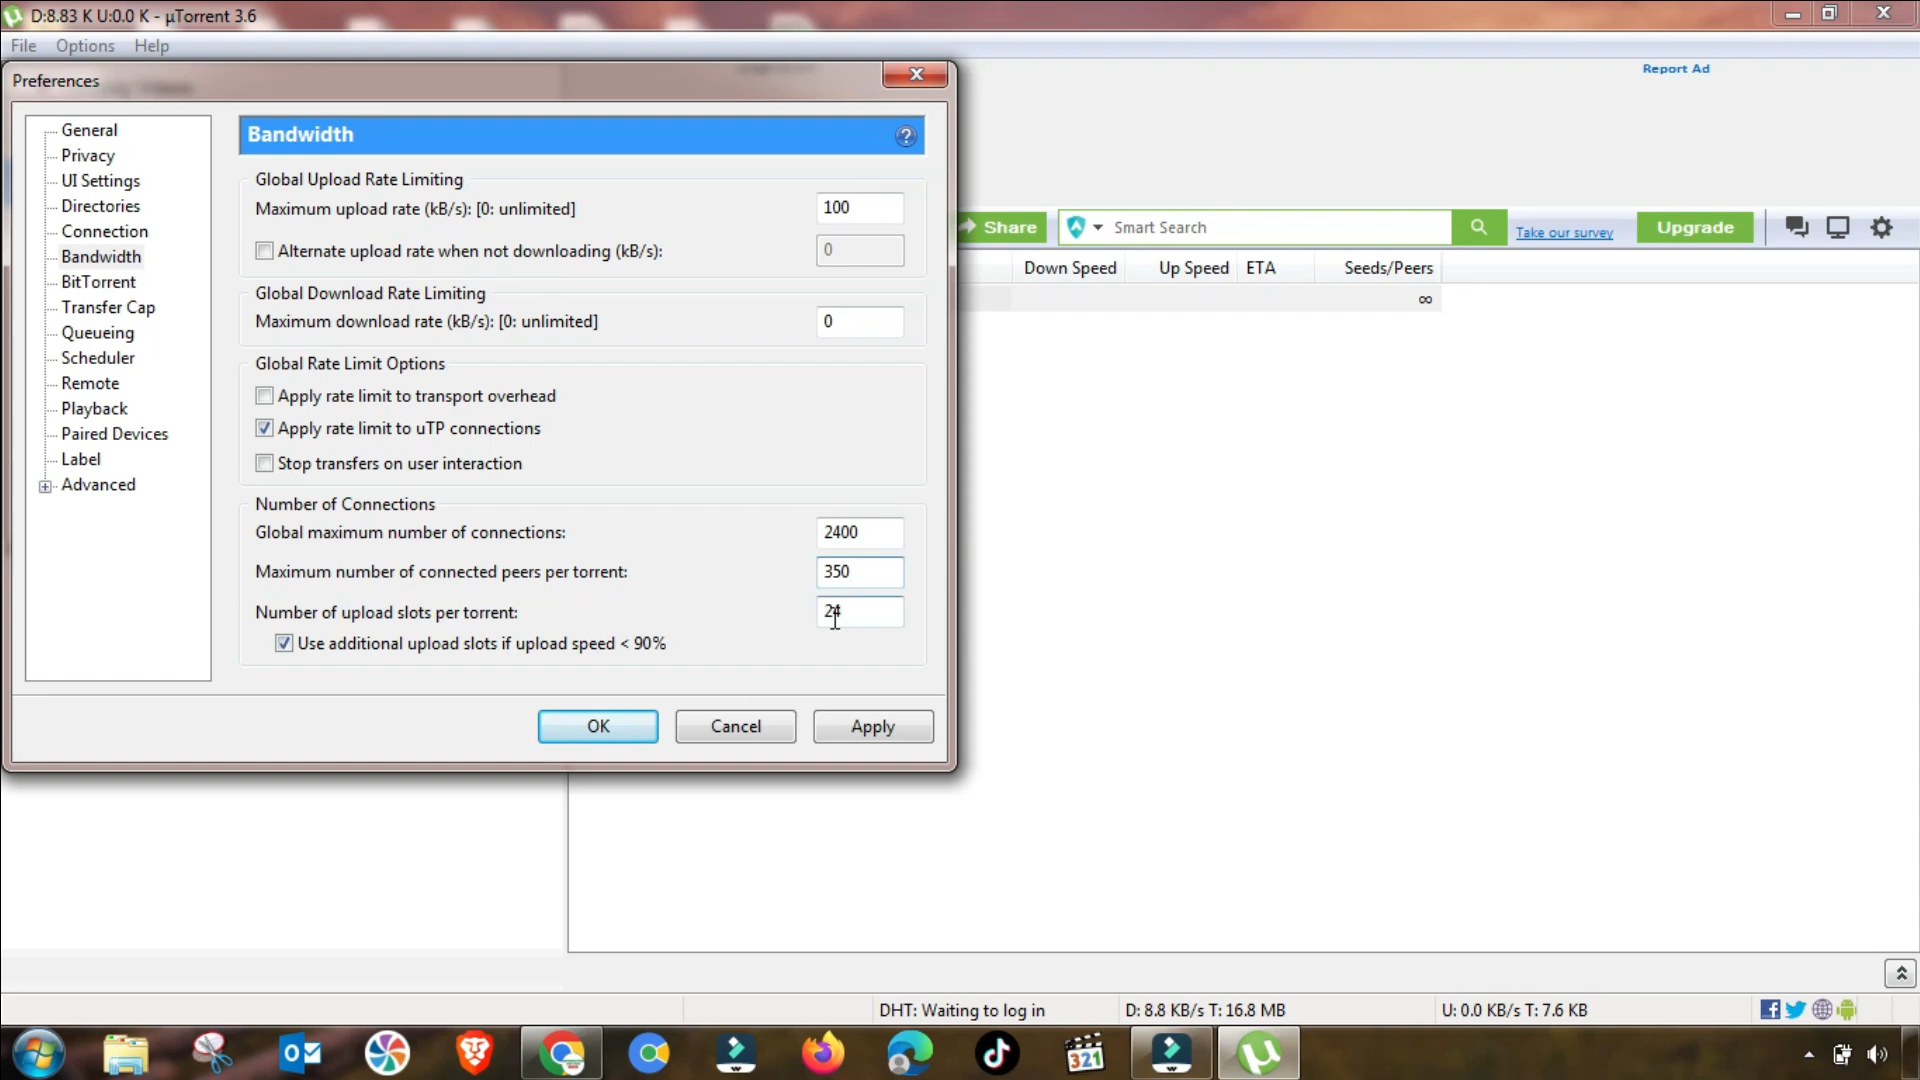 D:8.83 K U:0.0 K - µTorrent 3.6
File Options Help
Report Ad
Preferences
General
Privacy
UI Settings
Directories
Connection
Bandwidth
BitTorrent
Transfer Cap
Queueing
Scheduler
Remote
Playback
Paired Devices
Label
Advanced
Bandwidth
Global Upload Rate Limiting
Maximum upload rate (kB/s): [0: unlimited] 100
Alternate upload rate when not downloading (kB/s): 0
Global Download Rate Limiting
Maximum download rate (kB/s): [0: unlimited] 0
Global Rate Limit Options
Apply rate limit to transport overhead
Apply rate limit to uTP connections
Stop transfers on user interaction
Number of Connections
Global maximum number of connections: 2400
Maximum number of connected peers per torrent: 350
Number of upload slots per torrent: 24
Use additional upload slots if upload speed < 90%
OK Cancel Apply
Share Smart Search Take our survey Upgrade
Down Speed Up Speed ETA Seeds/Peers
∞
DHT: Waiting to log in D: 8.8 KB/s T: 16.8 MB U: 0.0 KB/s T: 7.6 KB
321